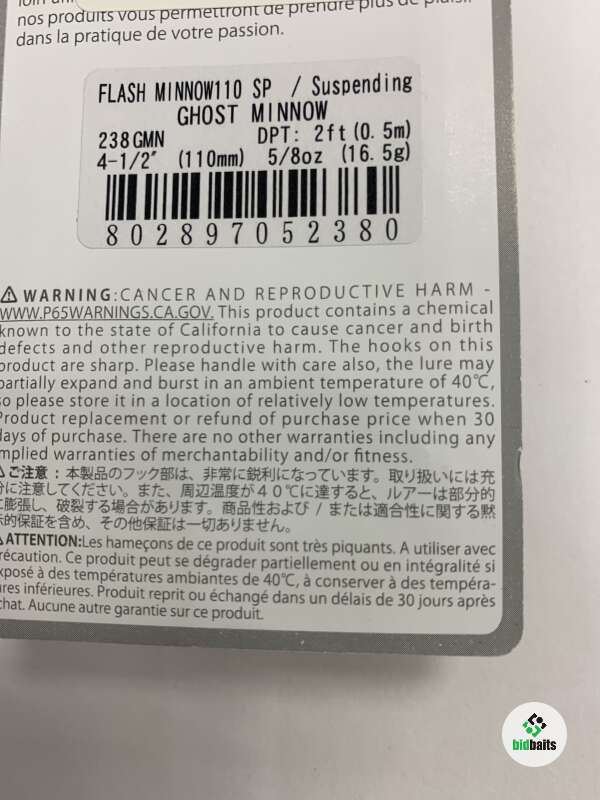 nos produits vous permettront de prendre plus de plaisir
dans la pratique de votre passion.
FLASH MINNOW110 SP / Suspending
GHOST MINNOW
238GMN DPT: 2ft(0.5m)
4-1/2″ (110mm) 5/8oz (16.5g)
802897052380
⚠ WARNING:CANCER AND REPRODUCTIVE HARM -
WWW.P65WARNINGS.CA.GOV. This product contains a chemical
known to the state of California to cause cancer and birth
defects and other reproductive harm. The hooks on this
product are sharp. Please handle with care also, the lure may
partially expand and burst in an ambient temperature of 40℃,
so please store it in a location of relatively low temperatures.
Product replacement or refund of purchase price when 30
days of purchase. There are no other warranties including any
implied warranties of merchantability and/or fitness.
⚠ご注意：本製品のフック部は、非常に鋭利になっています。取り扱いには充
分に注意してください。また、周辺温度が４０℃に達すると、ルアーは部分的
に膨張し、破裂する場合があります。商品性および / または適合性に関する黙
示的保証を含め、その他保証は一切ありません。
⚠ATTENTION:Les hameçons de ce produit sont très piquants. A utiliser avec
précaution. Ce produit peut se dégrader partiellement ou en intégralité si
exposé à des températures ambiantes de 40℃, à conserver à des tempéra-
tures inférieures. Produit reprit ou échangé dans un délais de 30 jours après
achat. Aucune autre garantie sur ce produit.
bidbaits